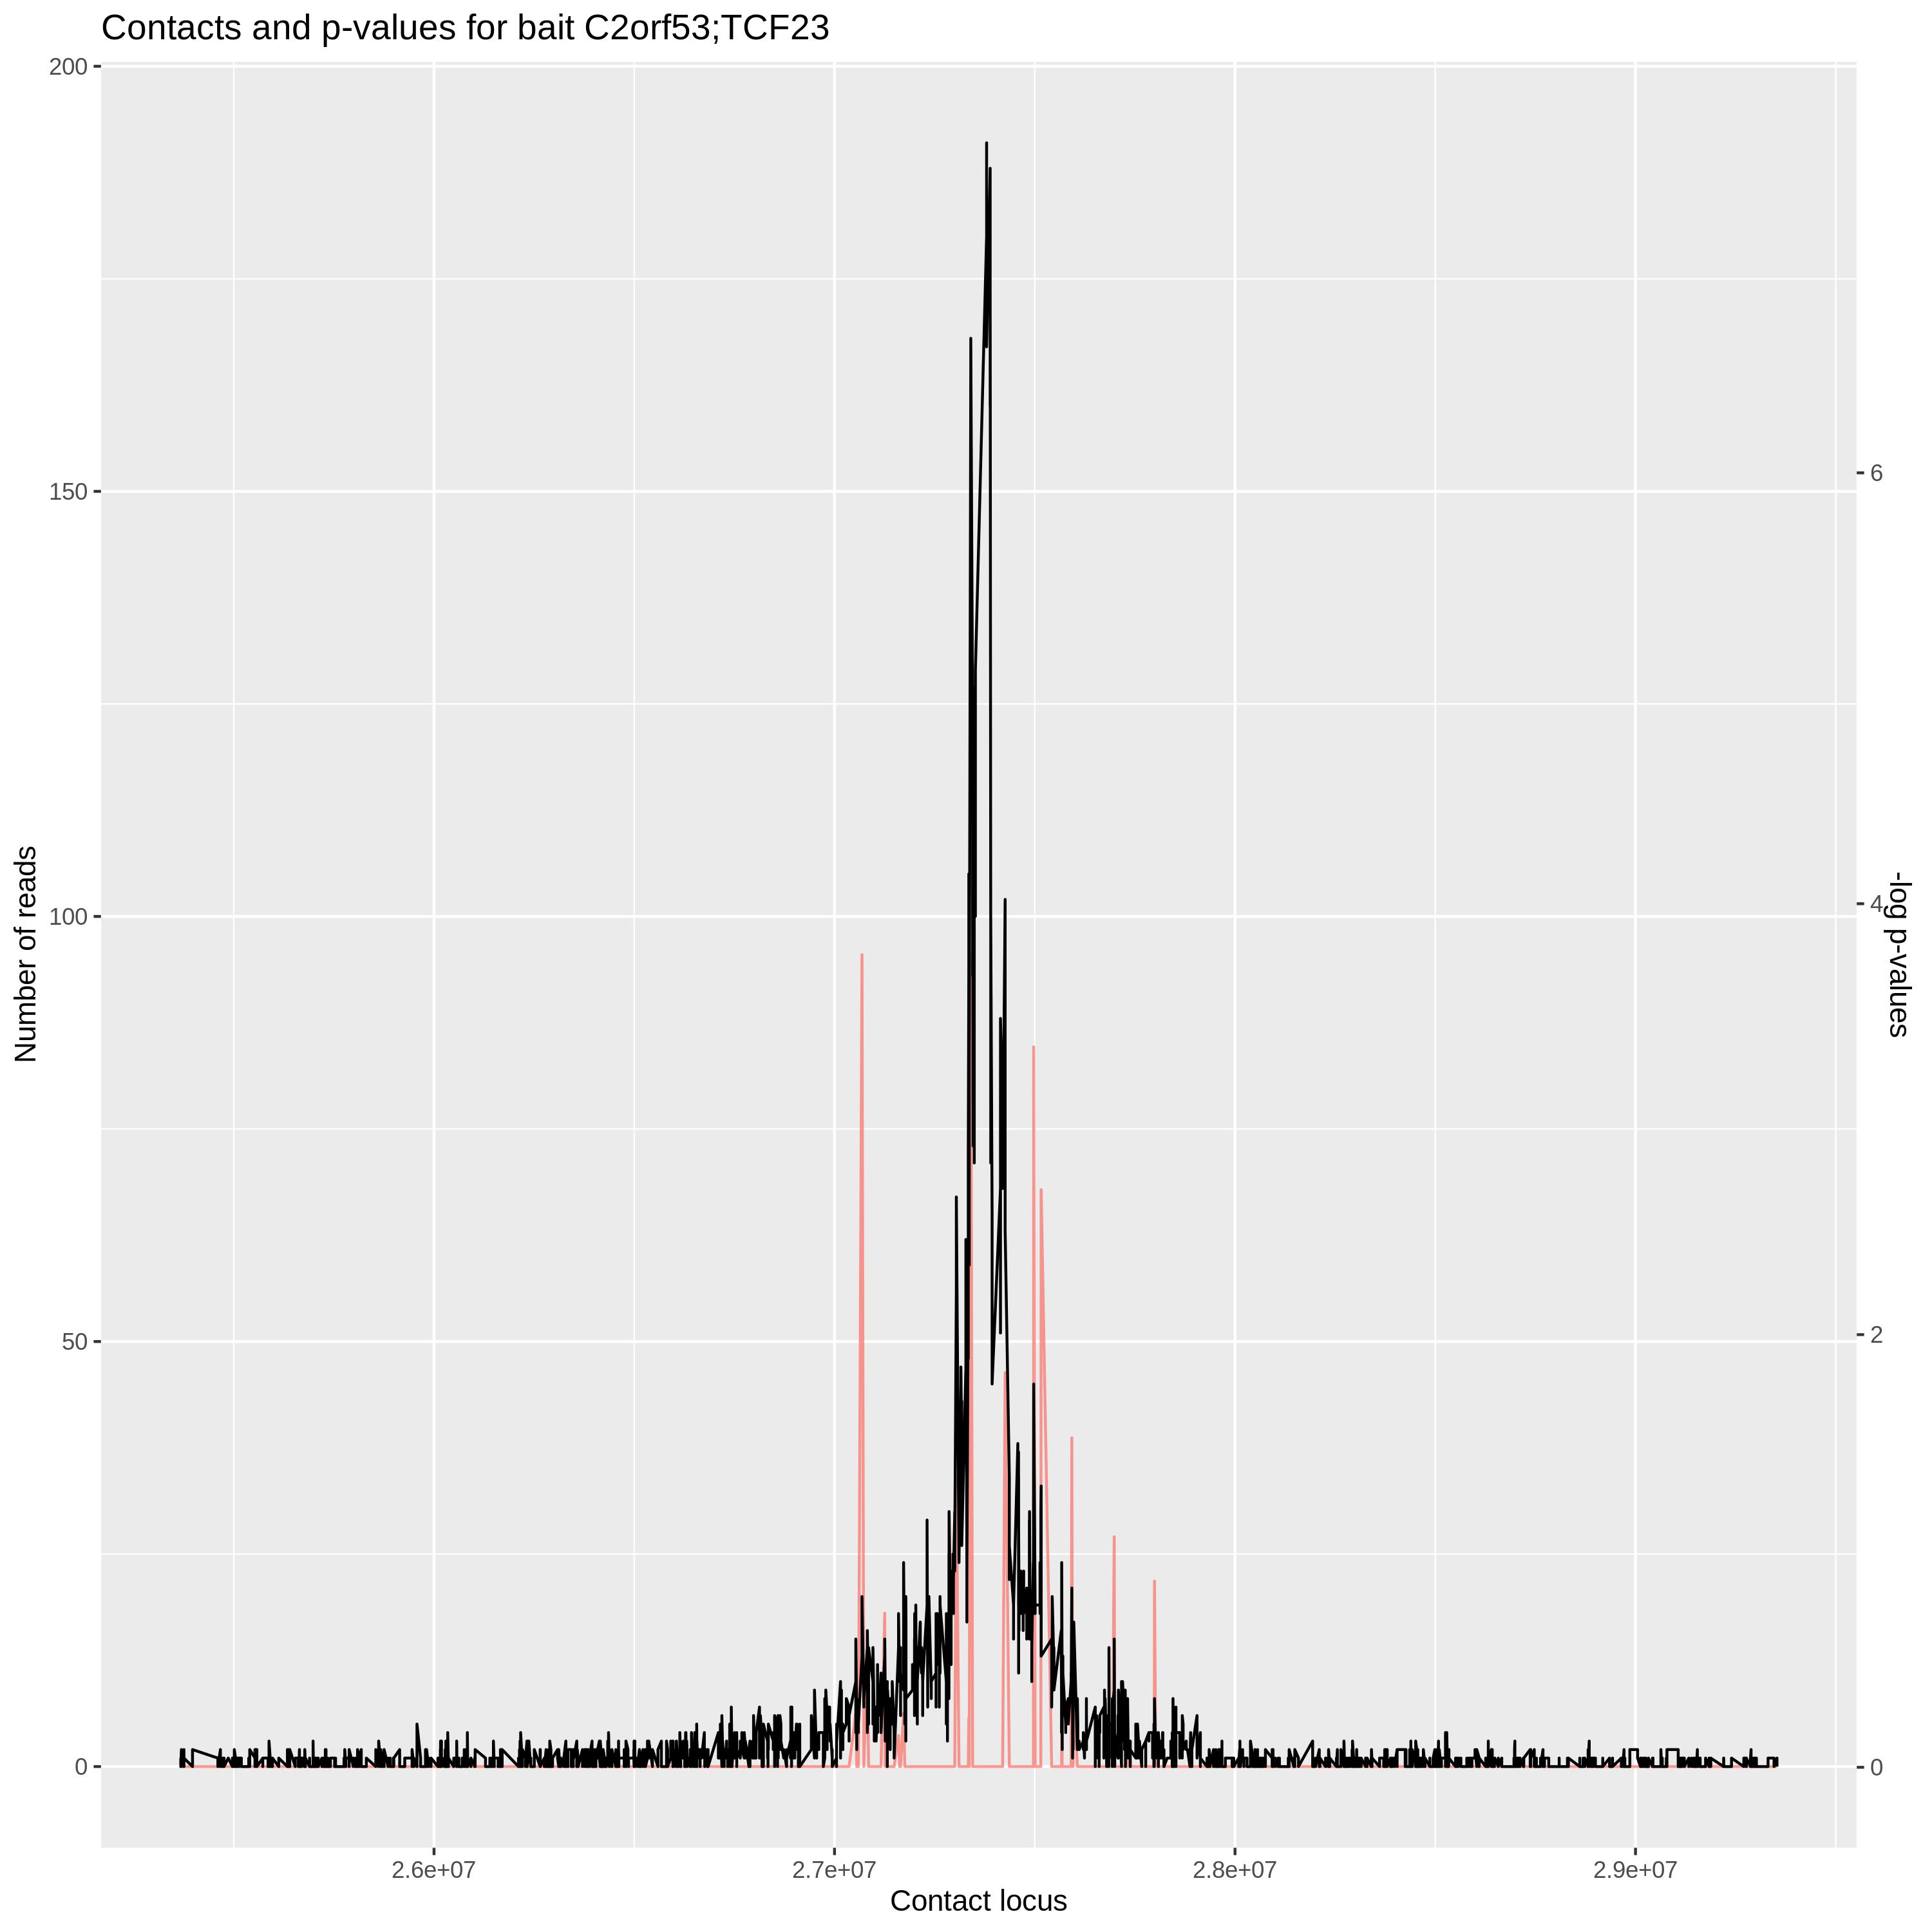 Contacts and p-values for bait C2orf53;TCF23
200
150
100
50
0
Number of reads
6
4
2
0
-log p-values
2.6e+07
2.7e+07
2.8e+07
2.9e+07
Contact locus